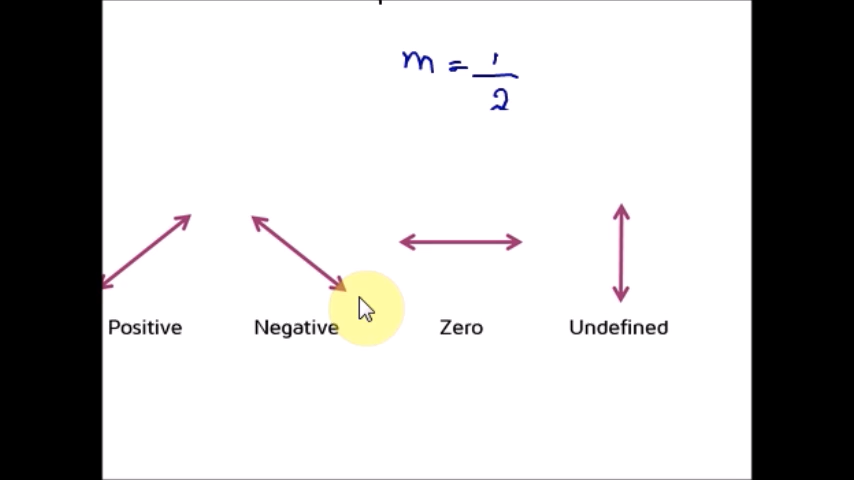 m = 1/2
Positive Negative Zero Undefined